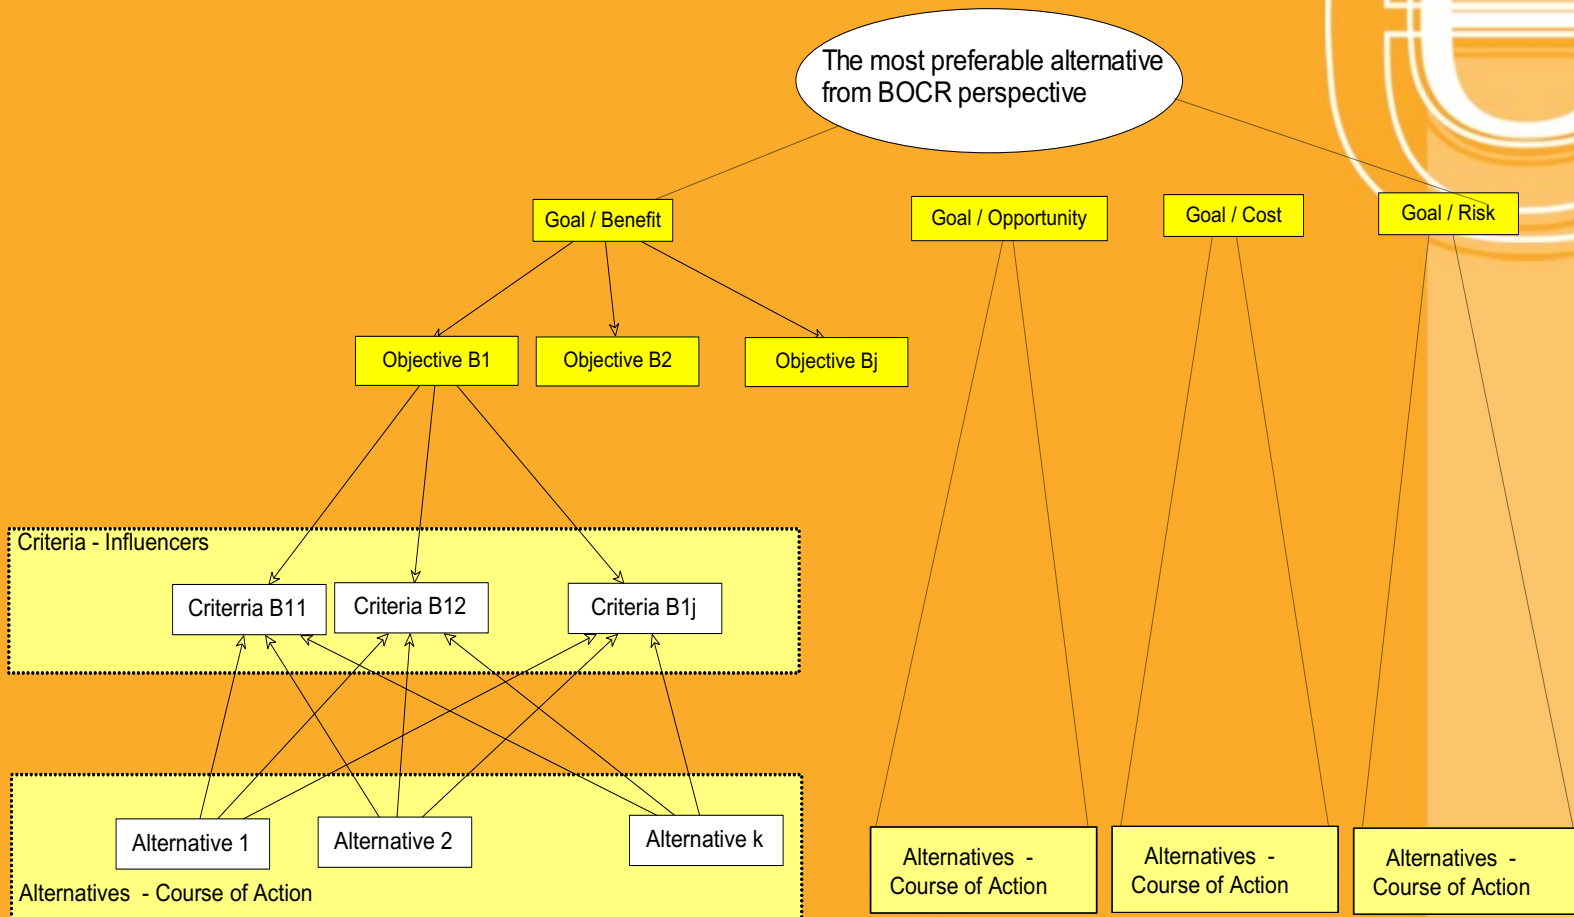 The most preferable alternative
from BOCR perspective
Goal / Benefit
Goal / Opportunity
Goal / Cost
Goal / Risk
Objective B1
Objective B2
Objective Bj
Criteria - Influencers
Criterria B11
Criteria B12
Criteria B1j
Alternative 1
Alternative 2
Alternative k
Alternatives  - Course of Action
Alternatives  -
Course of Action
Alternatives  -
Course of Action
Alternatives  -
Course of Action